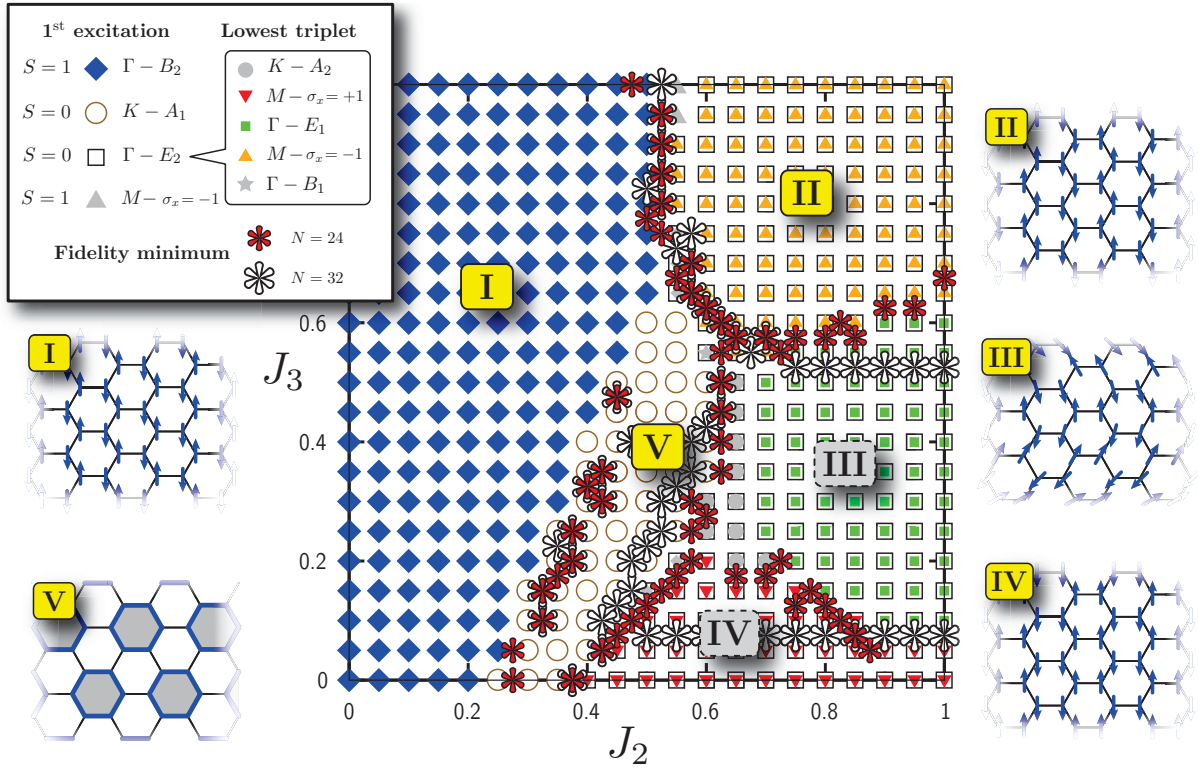 1st excitation
Lowest triplet
S = 1 Γ − B2
S = 0 K − A1
S = 0 Γ − E2
S = 1 M − σx = −1
K − A2
M − σx = +1
Γ − E1
M − σx = −1
Γ − B1
Fidelity minimum
N = 24
N = 32
I
II
V
III
IV
J3
0.6
0.4
0.2
0
0
0.2
0.4
0.6
0.8
1
J2
I
V
II
III
IV